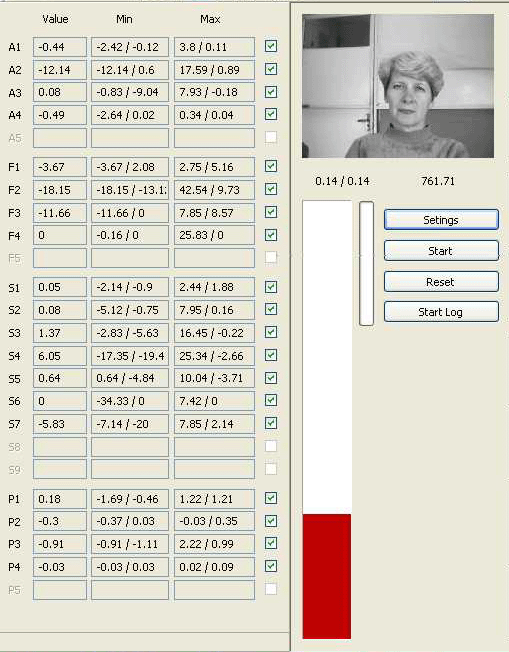 Value Min Max
A1 -0.44 -2.42 / -0.12 3.8 / 0.11
A2 -12.14 -12.14 / 0.6 17.59 / 0.89
A3 0.08 -0.83 / -9.04 7.93 / -0.18
A4 -0.49 -2.64 / 0.02 0.34 / 0.04
A5
F1 -3.67 -3.67 / 2.08 2.75 / 5.16
F2 -18.15 -18.15 / -13.1 42.54 / 9.73
F3 -11.66 -11.66 / 0 7.85 / 8.57
F4 0 -0.16 / 0 25.83 / 0
F5
S1 0.05 -2.14 / -0.9 2.44 / 1.88
S2 0.08 -5.12 / -0.75 7.95 / 0.16
S3 1.37 -2.83 / -5.63 16.45 / -0.22
S4 6.05 -17.35 / -19.4 25.34 / -2.66
S5 0.64 0.64 / -4.84 10.04 / -3.71
S6 0 -34.33 / 0 7.42 / 0
S7 -5.83 -7.14 / -20 7.85 / 2.14
S8
S9
P1 0.18 -1.69 / -0.46 1.22 / 1.21
P2 -0.3 -0.37 / 0.03 -0.03 / 0.35
P3 -0.91 -0.91 / -1.11 2.22 / 0.99
P4 -0.03 -0.03 / 0.03 0.02 / 0.09
P5
0.14 / 0.14 761.71
Setings
Start
Reset
Start Log